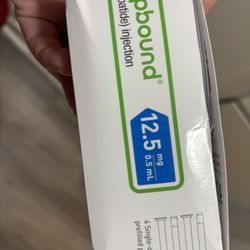 pbound®
patide) injection
12.5 mg
0.5 mL
4 Single-
prefilled